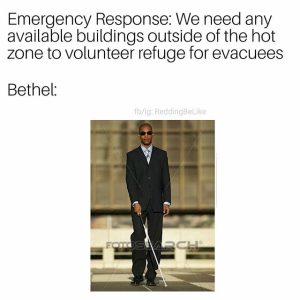 Emergency Response: We need any
available buildings outside of the hot
zone to volunteer refuge for evacuees
Bethel:
fb/ig: ReddingBeLike
FOTOSEARCH